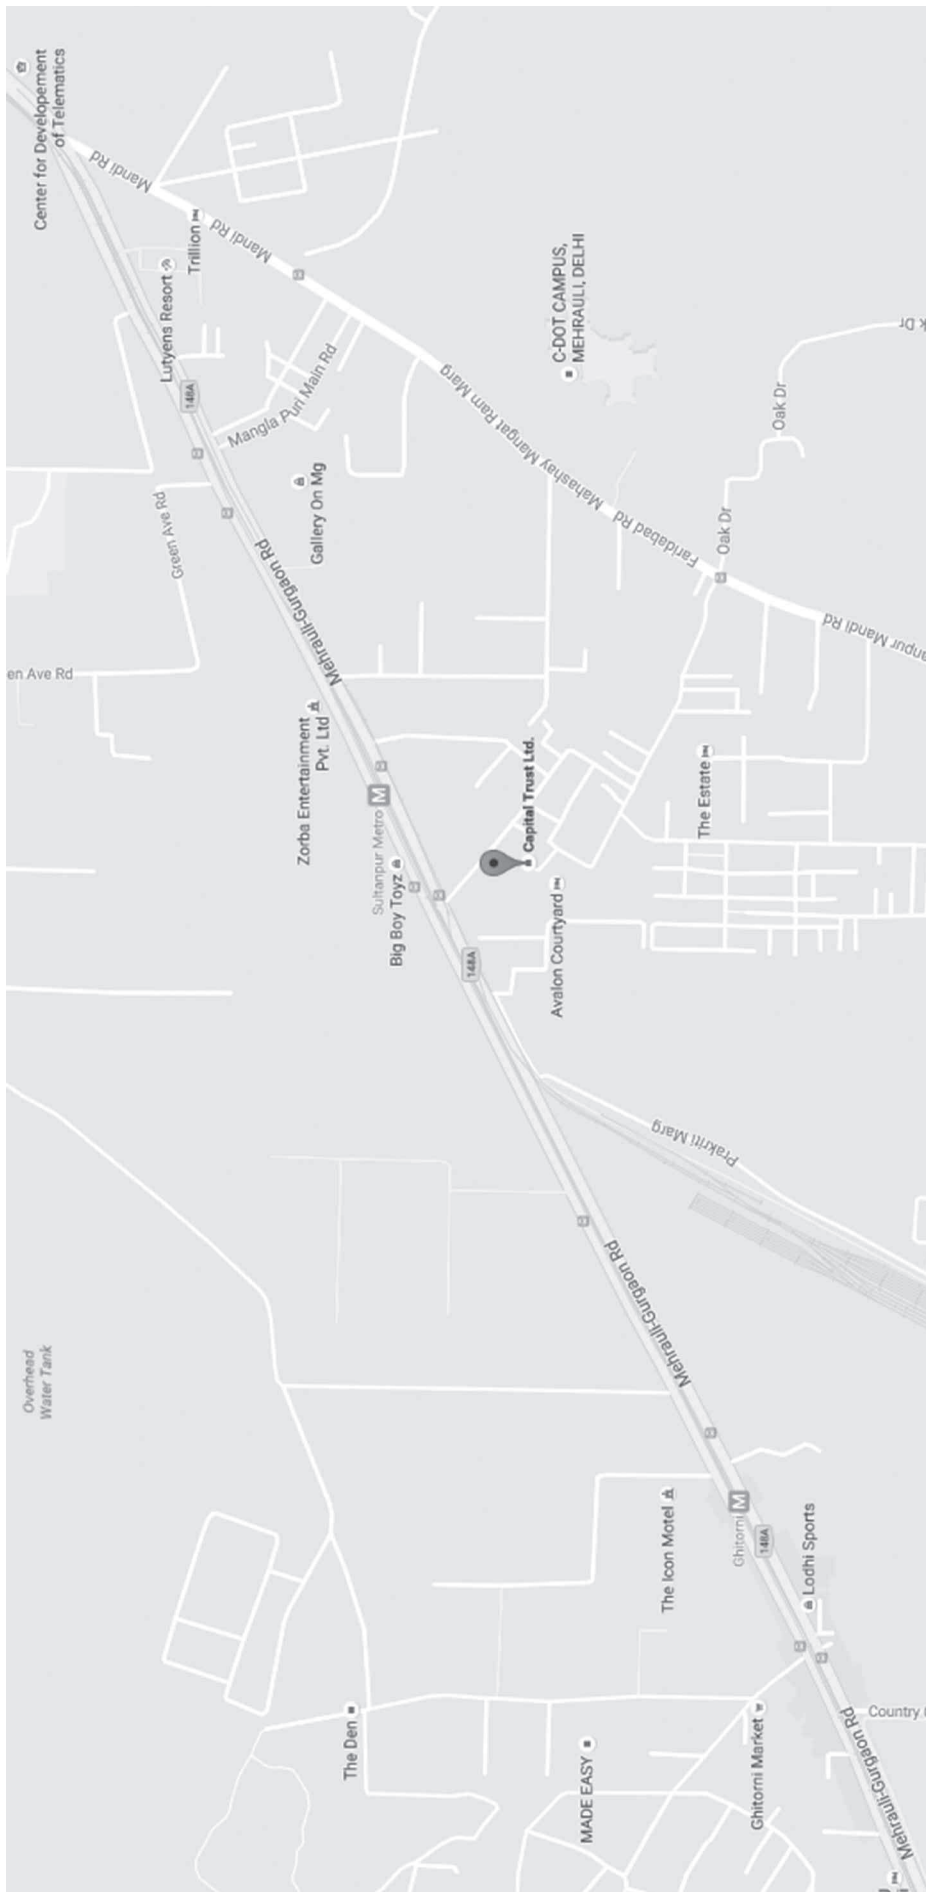 Center for Developement
of Telematics
Mandi Rd
Trillion
Mandi Rd
Lutyens Resort
148A
Mangla Puri Main Rd
C-DOT CAMPUS,
MEHRAULI, DELHI
Mahashay Mangat Ram Marg
Oak Dr
k Dr
Gallery On Mg
Green Ave Rd
Mehrauli-Gurgaon Rd
Faridabad Rd
Oak Dr
anpur Mandi Rd
en Ave Rd
Zorba Entertainment
Pvt. Ltd
M
Sultanpur Metro
Capital Trust Ltd.
The Estate
Big Boy Toyz
Avalon Courtyard
148A
Prakriti Marg
Mehrauli-Gurgaon Rd
Overhead
Water Tank
The Icon Motel
M
Ghitorni
148A
Lodhi Sports
The Den
MADE EASY
Ghitorni Market
Country
Mehrauli-Gurgaon Rd